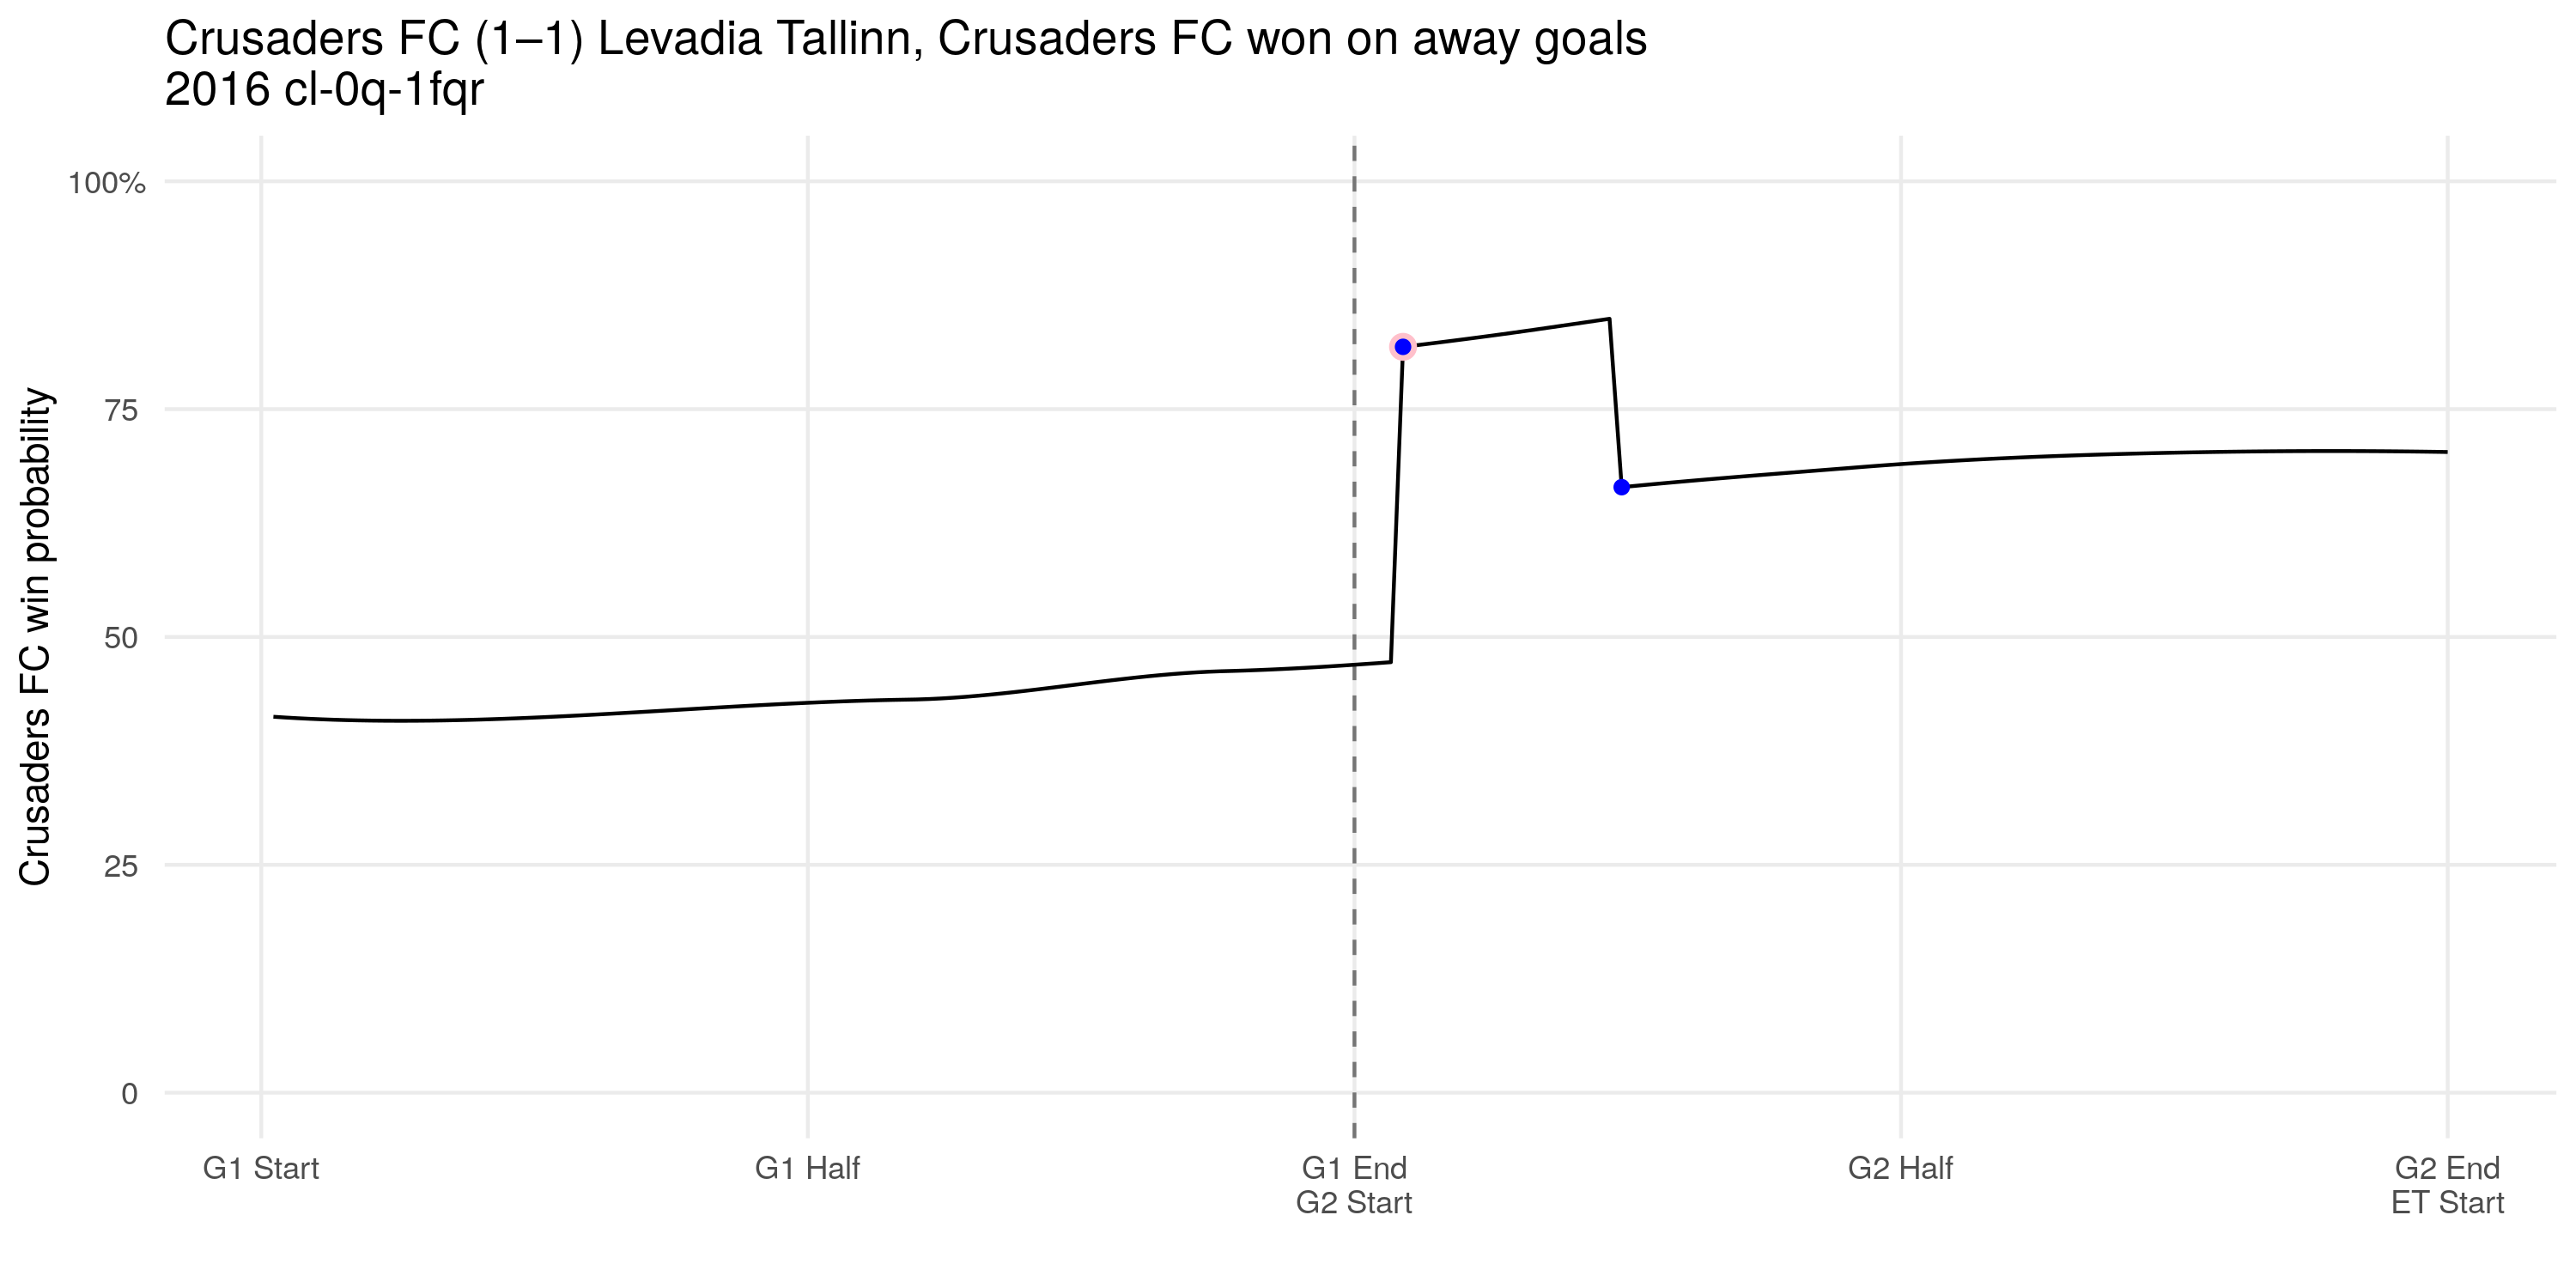 Crusaders FC (1–1) Levadia Tallinn, Crusaders FC won on away goals
2016 cl-0q-1fqr
Crusaders FC win probability
100%
75
50
25
0
G1 Start
G1 Half
G1 End
G2 Start
G2 Half
G2 End
ET Start